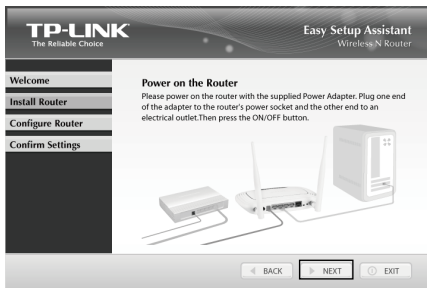 TP-LINK
The Reliable Choice
Easy Setup Assistant
Wireless N Router
Welcome
Install Router
Configure Router
Confirm Settings
Power on the Router
Please power on the router with the supplied Power Adapter. Plug one end
of the adapter to the router's power socket and the other end to an
electrical outlet.Then press the ON/OFF button.
BACK
NEXT
EXIT